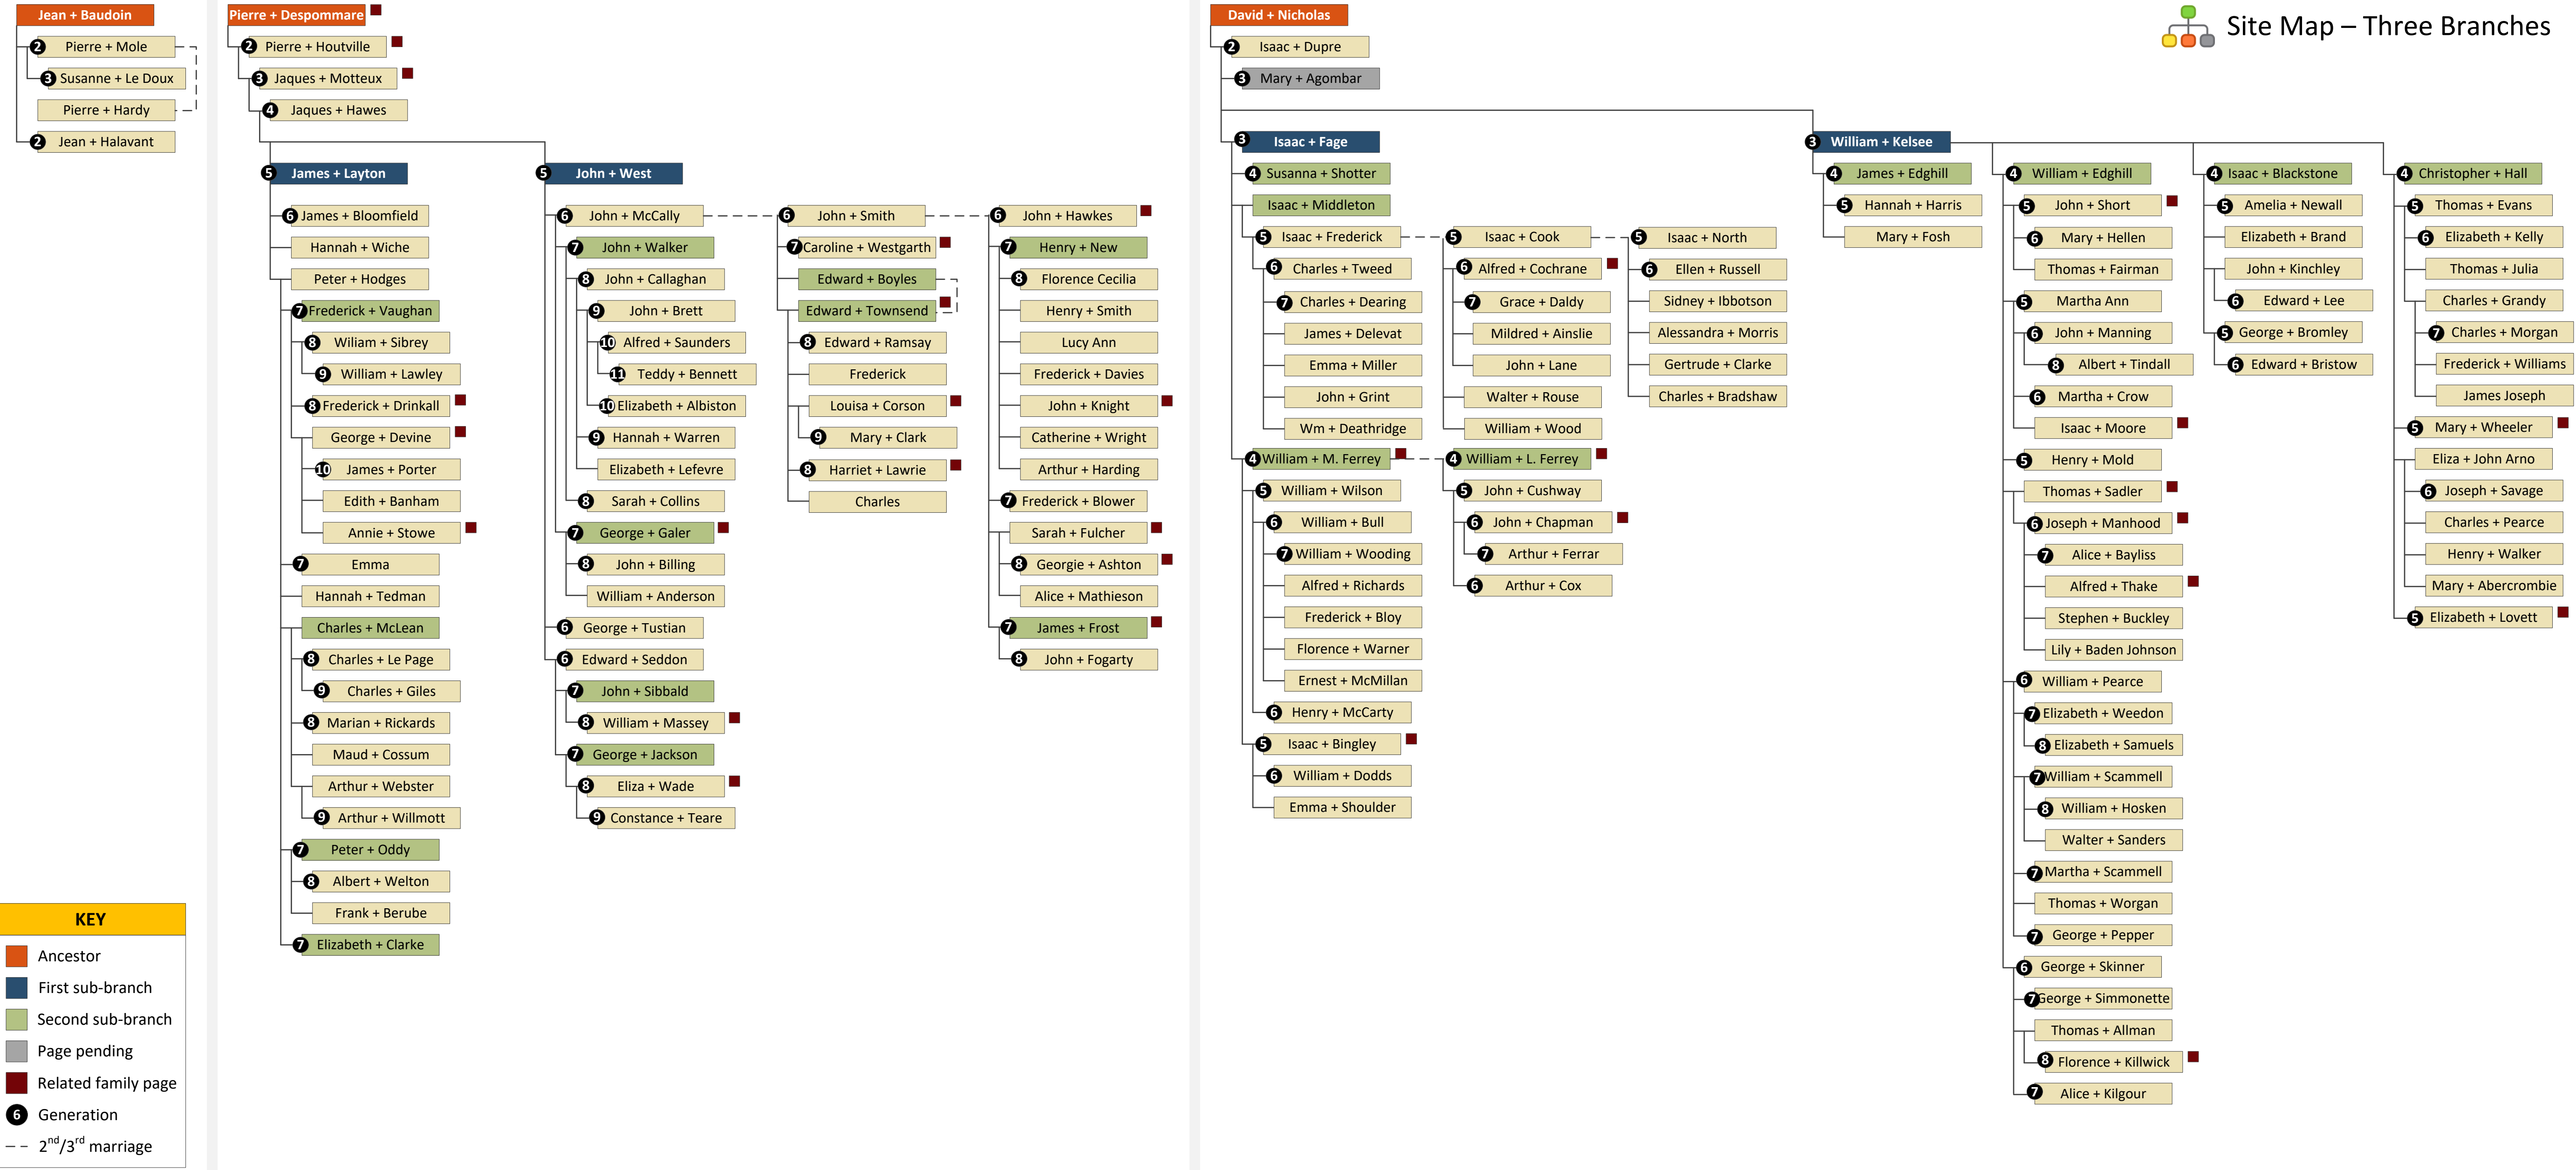 Site Map – Three Branches
Jean + Baudoin
2 Pierre + Mole
3 Susanne + Le Doux
Pierre + Hardy
2 Jean + Halavant
KEY
Ancestor
First sub-branch
Second sub-branch
Page pending
Related family page
6 Generation
2nd/3rd marriage
Pierre + Despommare
2 Pierre + Houtville
3 Jaques + Motteux
4 Jaques + Hawes
5 James + Layton
6 James + Bloomfield
Hannah + Wiche
Peter + Hodges
7 Frederick + Vaughan
8 Wiliam + Sibrey
9 William + Lawley
8 Frederick + Drinkall
George + Devine
10 James + Porter
Edith + Banham
Annie + Stowe
7 Emma
Hannah + Tedman
Charles + McLean
8 Charles + Le Page
9 Charles + Giles
8 Marian + Rickards
Maud + Cossum
Arthur + Webster
9 Arthur + Willmott
7 Peter + Oddy
8 Albert + Welton
Frank + Berube
7 Elizabeth + Clarke
5 John + West
6 John + McCally
7 John + Walker
8 John + Callaghan
9 John + Brett
10 Alfred + Saunders
11 Teddy + Bennett
10 Elizabeth + Albiston
9 Hannah + Warren
Elizabeth + Lefevre
8 Sarah + Collins
7 George + Galer
8 John + Billing
William + Anderson
6 George + Tustian
6 Edward + Seddon
7 John + Sibbald
8 William + Massey
7 George + Jackson
8 Eliza + Wade
9 Constance + Teare
6 John + Smith
7 Caroline + Westgarth
Edward + Boyles
Edward + Townsend
8 Edward + Ramsay
Frederick
Louisa + Corson
9 Mary + Clark
8 Harriet + Lawrie
Charles
6 John + Hawkes
7 Henry + New
8 Florence Cecilia
Henry + Smith
Lucy Ann
Frederick + Davies
John + Knight
Catherine + Wright
Arthur + Harding
7 Frederick + Blower
Sarah + Fulcher
8 Georgie + Ashton
Alice + Mathieson
7 James + Frost
8 John + Fogarty
David + Nicholas
2 Isaac + Dupre
3 Mary + Agombar
3 Isaac + Fage
4 Susanna + Shotter
Isaac + Middleton
5 Isaac + Frederick
6 Charles + Tweed
7 Charles + Dearing
James + Delevat
Emma + Miller
John + Grint
Wm + Deathridge
4 William + M. Ferrey
5 William + Wilson
6 William + Bull
7 William + Wooding
Alfred + Richards
Frederick + Bloy
Florence + Warner
Ernest + McMillan
6 Henry + McCarty
5 Isaac + Bingley
6 William + Dodds
Emma + Shoulder
5 Isaac + Cook
6 Alfred + Cochrane
7 Grace + Daldy
Mildred + Ainslie
John + Lane
Walter + Rouse
William + Wood
4 William + L. Ferrey
5 John + Cushway
6 John + Chapman
7 Arthur + Ferrar
6 Arthur + Cox
5 Isaac + North
6 Ellen + Russell
Sidney + Ibbotson
Alessandra + Morris
Gertrude + Clarke
Charles + Bradshaw
3 William + Kelsee
4 James + Edghill
5 Hannah + Harris
Mary + Fosh
4 William + Edghill
5 John + Short
6 Mary + Hellen
Thomas + Fairman
5 Martha Ann
6 John + Manning
8 Albert + Tindall
6 Martha + Crow
Isaac + Moore
5 Henry + Mold
Thomas + Sadler
6 Joseph + Manhood
7 Alice + Bayliss
Alfred + Thake
Stephen + Buckley
Lily + Baden Johnson
6 William + Pearce
7 Elizabeth + Weedon
8 Elizabeth + Samuels
7 William + Scammell
8 William + Hosken
Walter + Sanders
7 Martha + Scammell
Thomas + Worgan
7 George + Pepper
6 George + Skinner
7 George + Simmonette
Thomas + Allman
8 Florence + Killwick
7 Alice + Kilgour
4 Isaac + Blackstone
5 Amelia + Newall
Elizabeth + Brand
John + Kinchley
6 Edward + Lee
5 George + Bromley
6 Edward + Bristow
4 Christopher + Hall
5 Thomas + Evans
6 Elizabeth + Kelly
Thomas + Julia
Charles + Grandy
7 Charles + Morgan
Frederick + Williams
James Joseph
5 Mary + Wheeler
Eliza + John Arno
6 Joseph + Savage
Charles + Pearce
Henry + Walker
Mary + Abercrombie
5 Elizabeth + Lovett